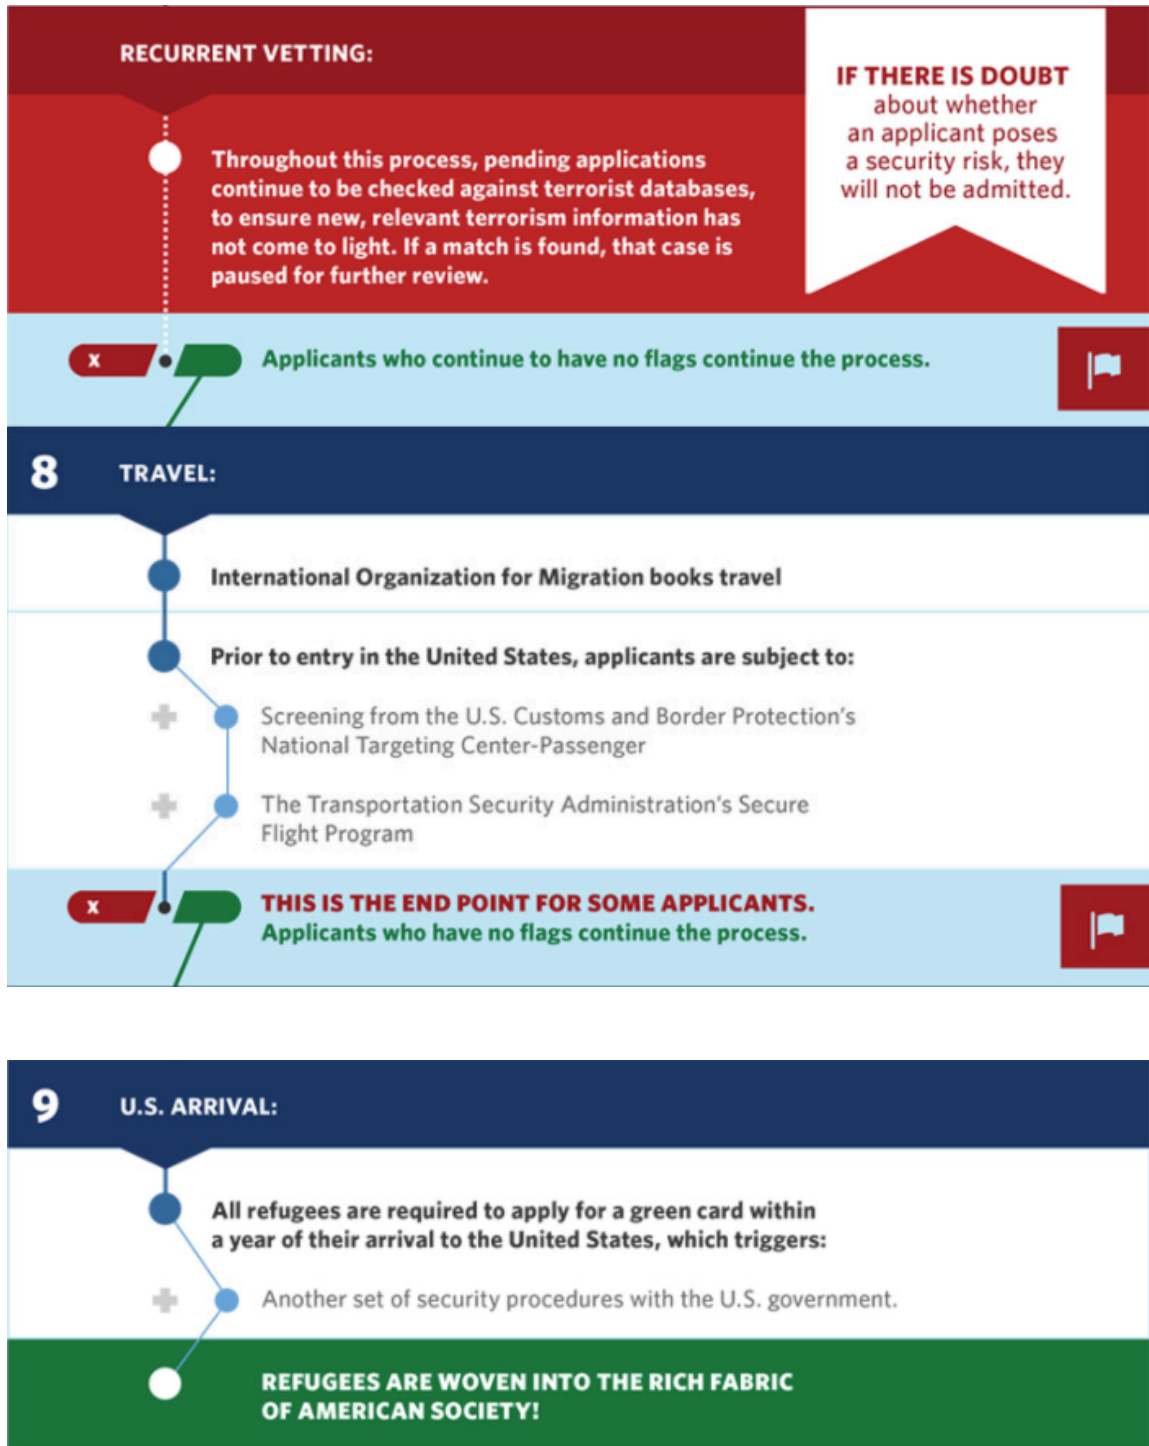 RECURRENT VETTING:
IF THERE IS DOUBT
about whether
an applicant poses
a security risk, they
will not be admitted.
Throughout this process, pending applications
continue to be checked against terrorist databases,
to ensure new, relevant terrorism information has
not come to light. If a match is found, that case is
paused for further review.
X
Applicants who continue to have no flags continue the process.
8 TRAVEL:
International Organization for Migration books travel
Prior to entry in the United States, applicants are subject to:
Screening from the U.S. Customs and Border Protection's
National Targeting Center-Passenger
The Transportation Security Administration's Secure
Flight Program
X
THIS IS THE END POINT FOR SOME APPLICANTS.
Applicants who have no flags continue the process.
9 U.S. ARRIVAL:
All refugees are required to apply for a green card within
a year of their arrival to the United States, which triggers:
Another set of security procedures with the U.S. government.
REFUGEES ARE WOVEN INTO THE RICH FABRIC
OF AMERICAN SOCIETY!